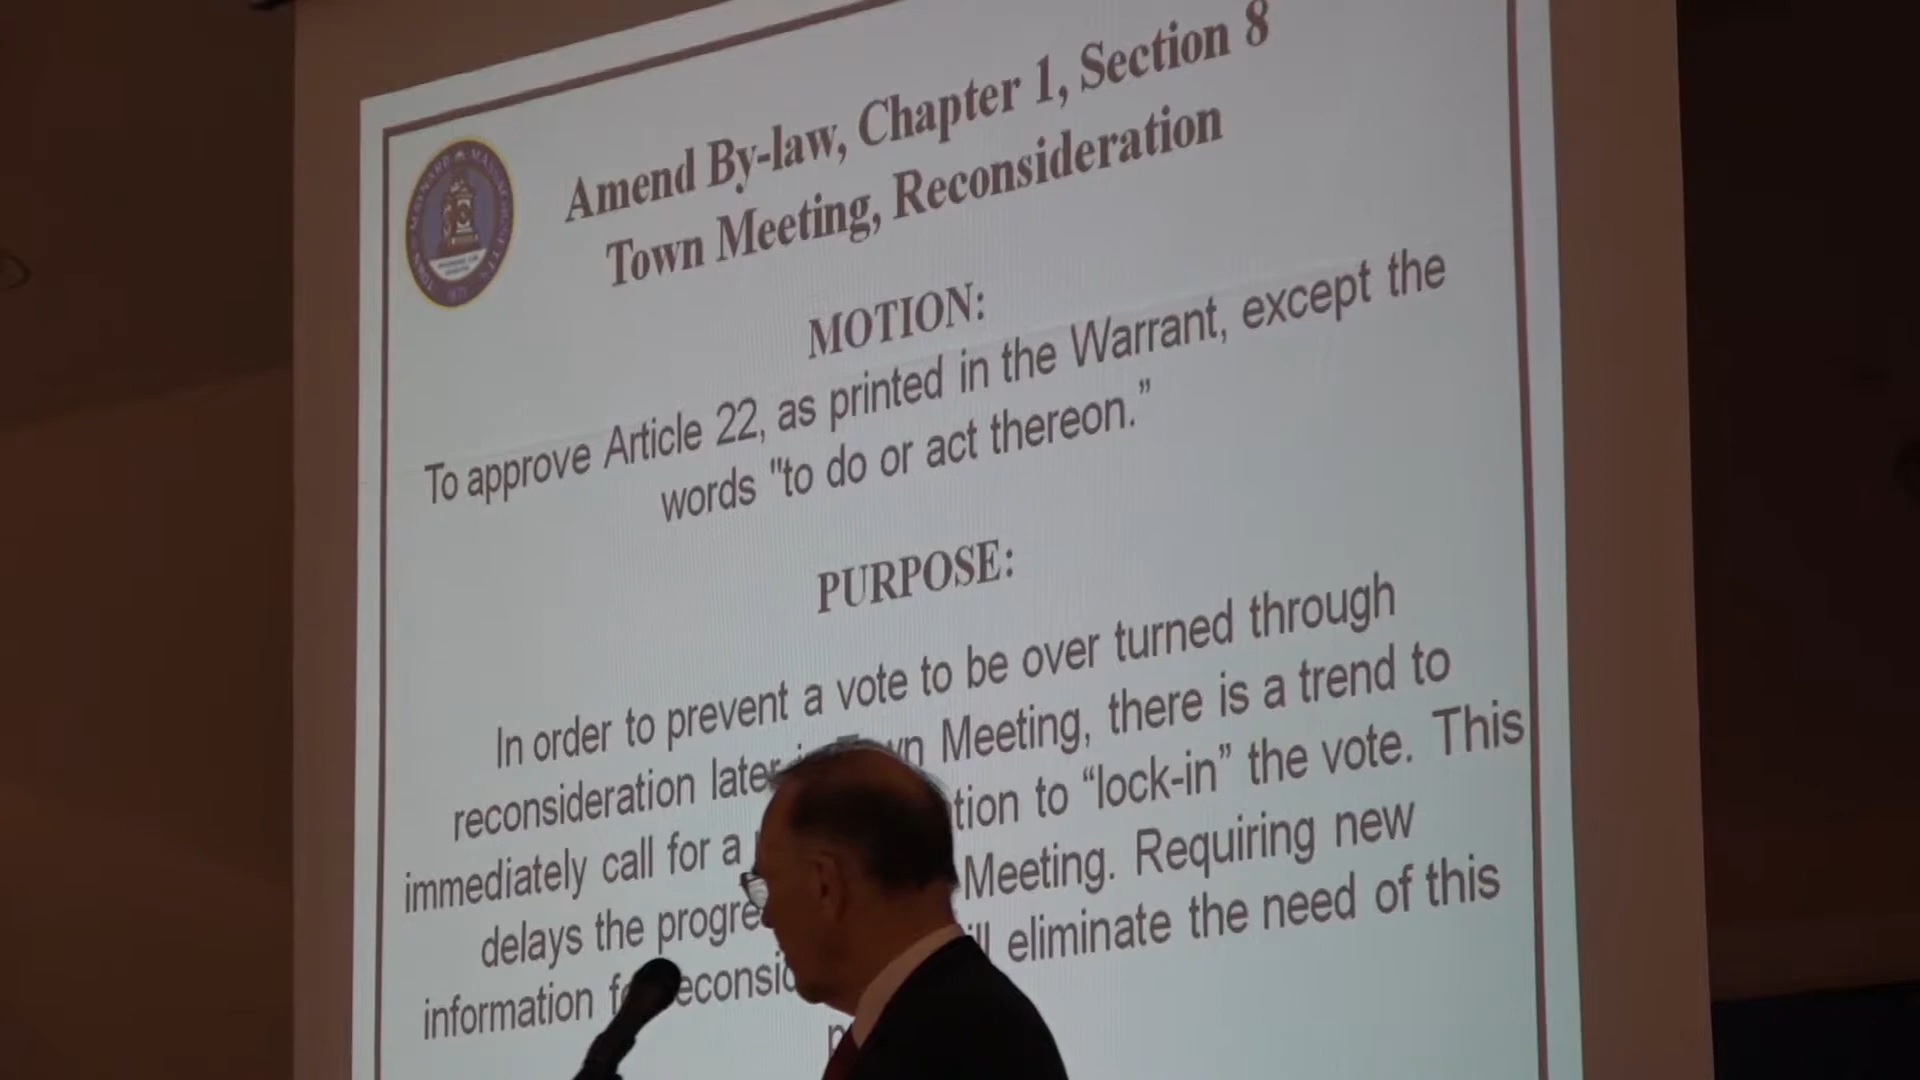 Amend By-law, Chapter 1, Section 8
Town Meeting, Reconsideration
MOTION:
To approve Article 22, as printed in the Warrant, except the
words "to do or act thereon.”
PURPOSE:
In order to prevent a vote to be over turned through
reconsideration later Meeting, there is a trend to
immediately call for a to “lock-in” the vote. This
delays the Meeting. Requiring new
information eliminate the need of this